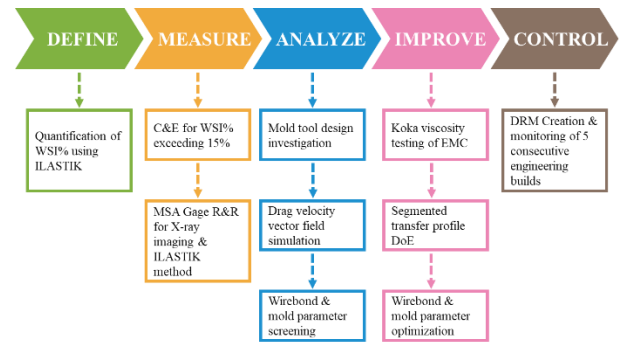 DEFINE
MEASURE
ANALYZE
IMPROVE
CONTROL
Quantification of
WSI% using
ILASTIK
C&E for WSI%
exceeding 15%
MSA Gage R&R
for X-ray
imaging &
ILASTIK
method
Mold tool design
investigation
Drag velocity
vector field
simulation
Wirebond &
mold parameter
screening
Koka viscosity
testing of EMC
Segmented
transfer profile
DoE
Wirebond &
mold parameter
optimization
DRM Creation &
monitoring of 5
consecutive
engineering
builds